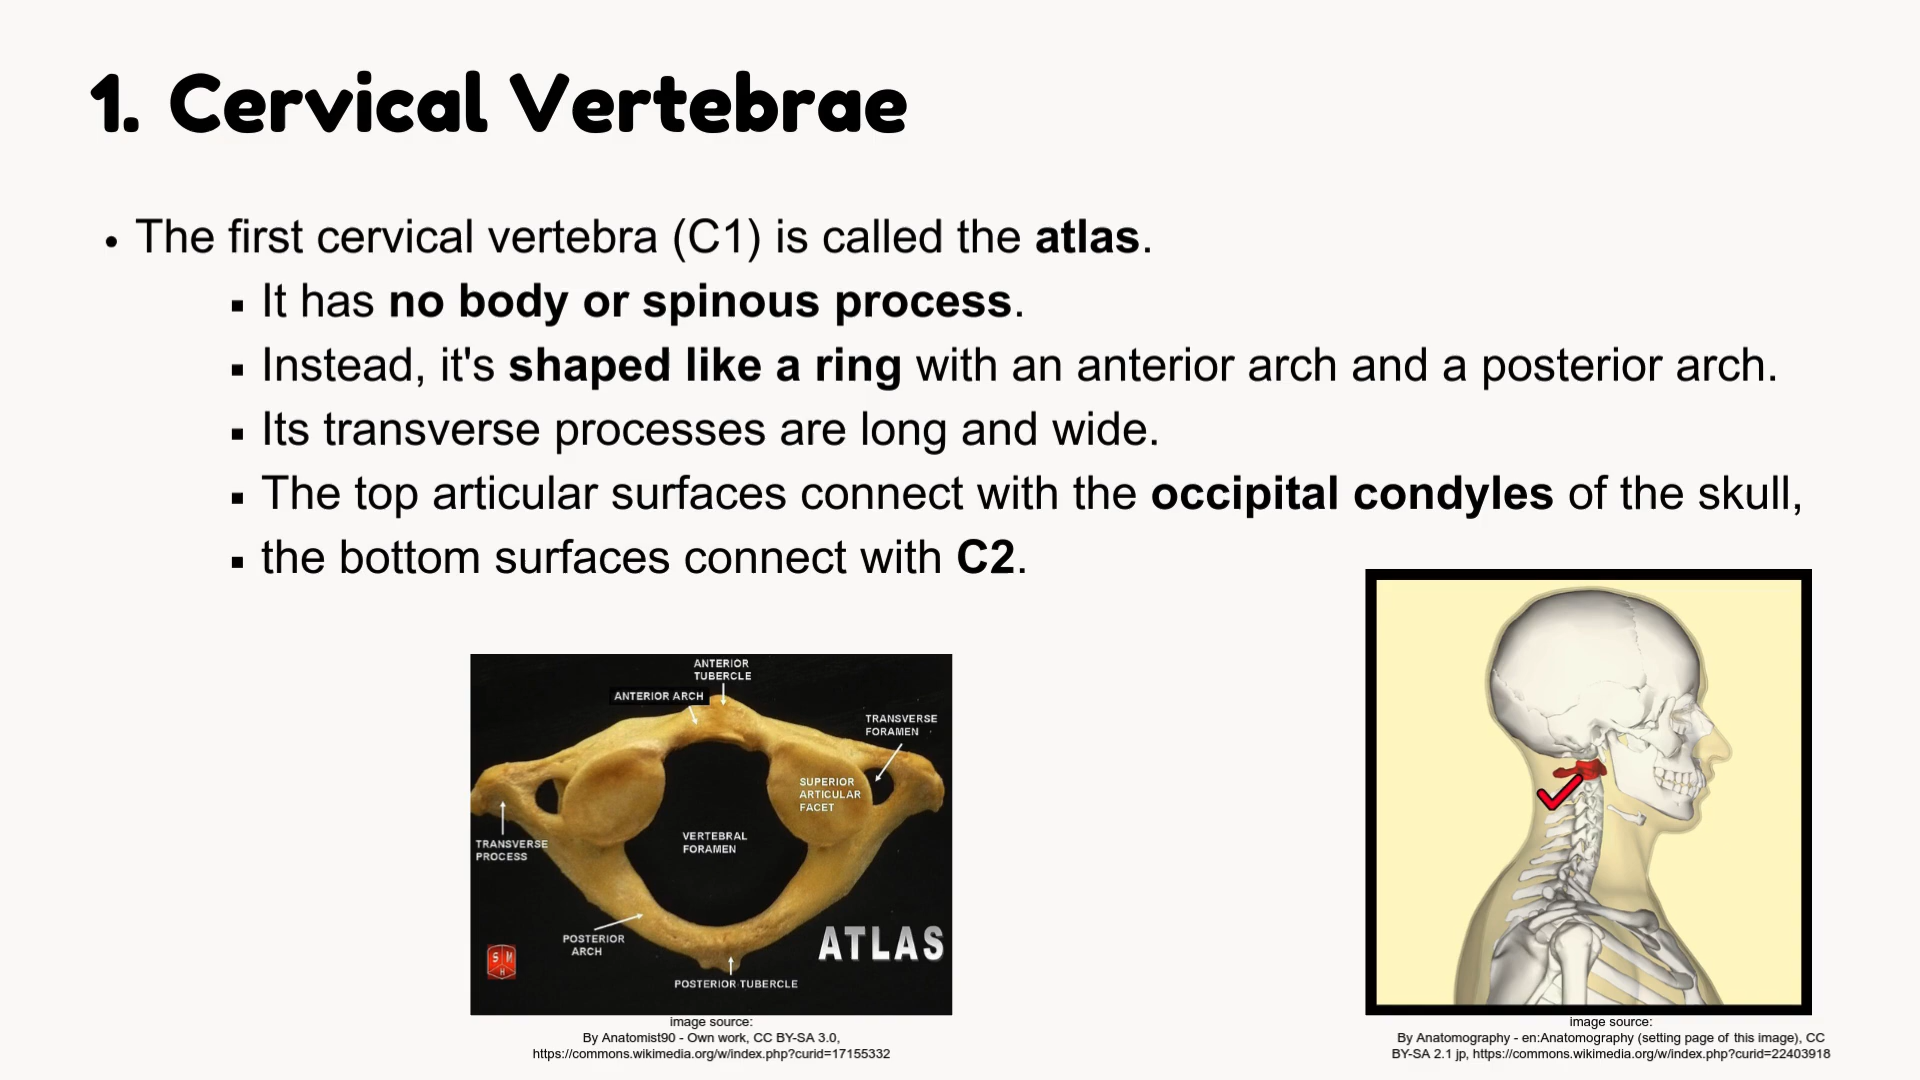 1. Cervical Vertebrae
• The first cervical vertebra (C1) is called the atlas.
▪ It has no body or spinous process.
▪ Instead, it's shaped like a ring with an anterior arch and a posterior arch.
▪ Its transverse processes are long and wide.
▪ The top articular surfaces connect with the occipital condyles of the skull,
▪ the bottom surfaces connect with C2.
ANTERIOR
TUBERCLE
ANTERIOR ARCH
TRANSVERSE
FORAMEN
SUPERIOR
ARTICULAR
FACET
VERTEBRAL
FORAMEN
TRANSVERSE
PROCESS
POSTERIOR
ARCH
ATLAS
S M
H
POSTERIOR TUBERCLE
image source:
By Anatomist90 - Own work, CC BY-SA 3.0,
https://commons.wikimedia.org/w/index.php?curid=17155332
image source:
By Anatomography - en:Anatomography (setting page of this image), CC
BY-SA 2.1 jp, https://commons.wikimedia.org/w/index.php?curid=22403918